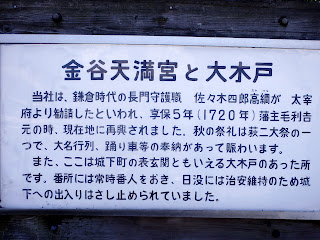 金谷天満宮と大木戸
当社は、鎌倉時代の長門守護職　佐々木四郎高綱が　太宰
府より勧請したといわれ、享保5年(1720年)藩主毛利吉
元の時、現在地に再興されました。秋の祭礼は萩二大祭の一
つで、大名行列、踊り車等の奉納があって賑わいます。
また、ここは城下町の表玄関ともいえる大木戸のあった所
です。番所には常時番人をおき、日没には治安維持のため城
下への出入りはさし止められていました。